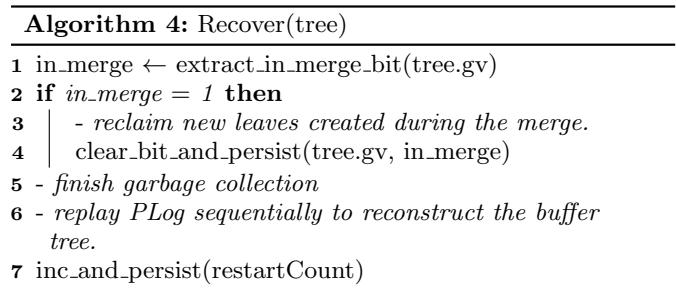 Algorithm 4: Recover(tree)
1 in_merge ← extract_in_merge_bit(tree.gv)
2 if in_merge = 1 then
3 - reclaim new leaves created during the merge.
4 clear_bit_and_persist(tree.gv, in_merge)
5 - finish garbage collection
6 - replay PLog sequentially to reconstruct the buffer
tree.
7 inc_and_persist(restartCount)